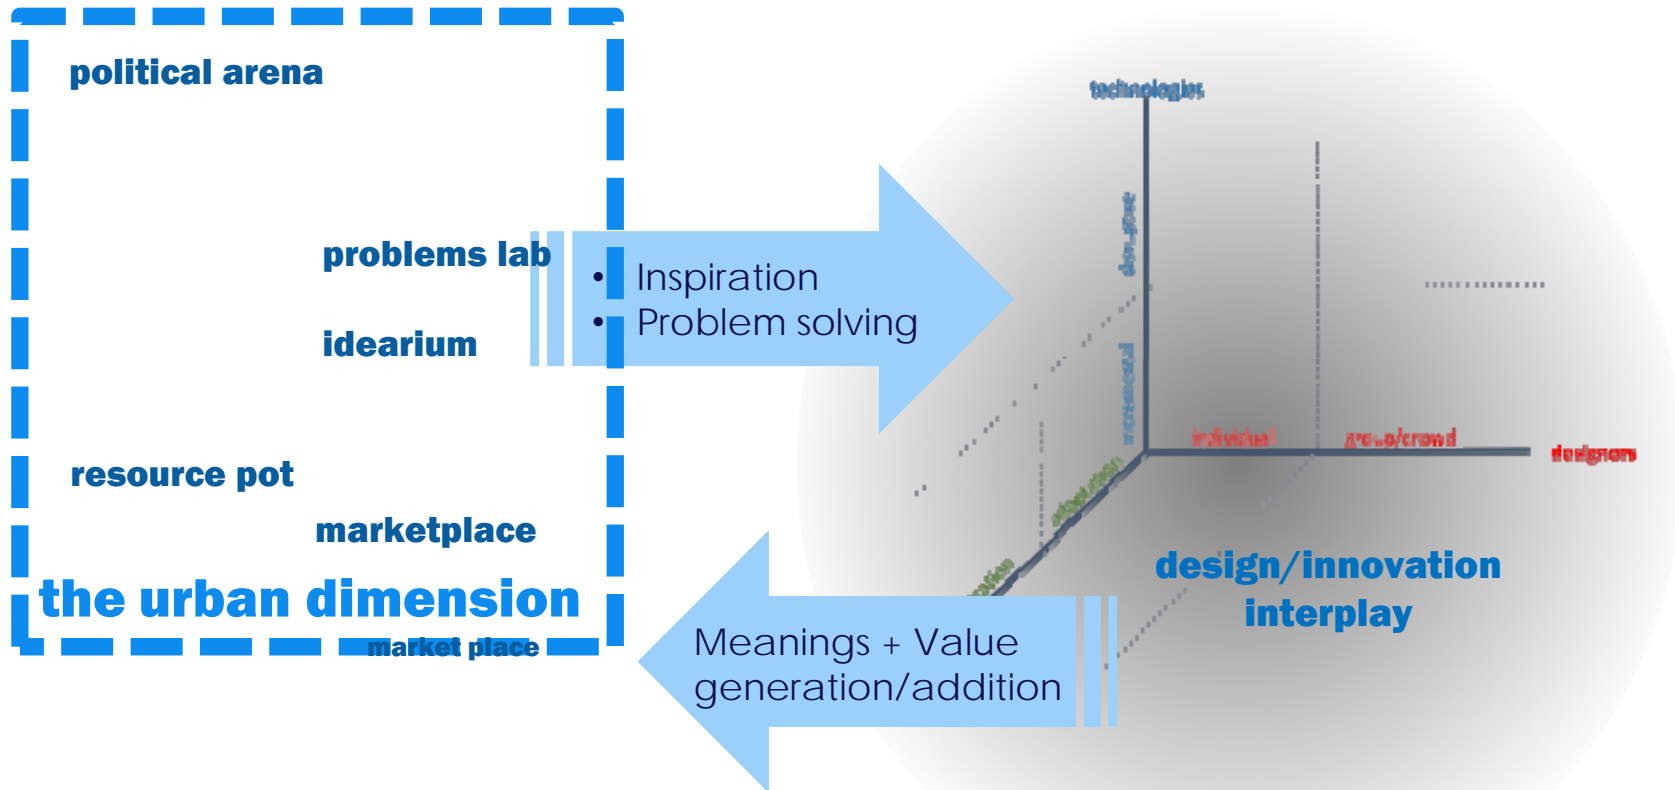 political arena
problems lab
idearium
resource pot
marketplace
the urban dimension
market place
• Inspiration
• Problem solving
Meanings + Value
generation/addition
technologies
incremental
individual
group/crowd
designers
design/innovation
interplay